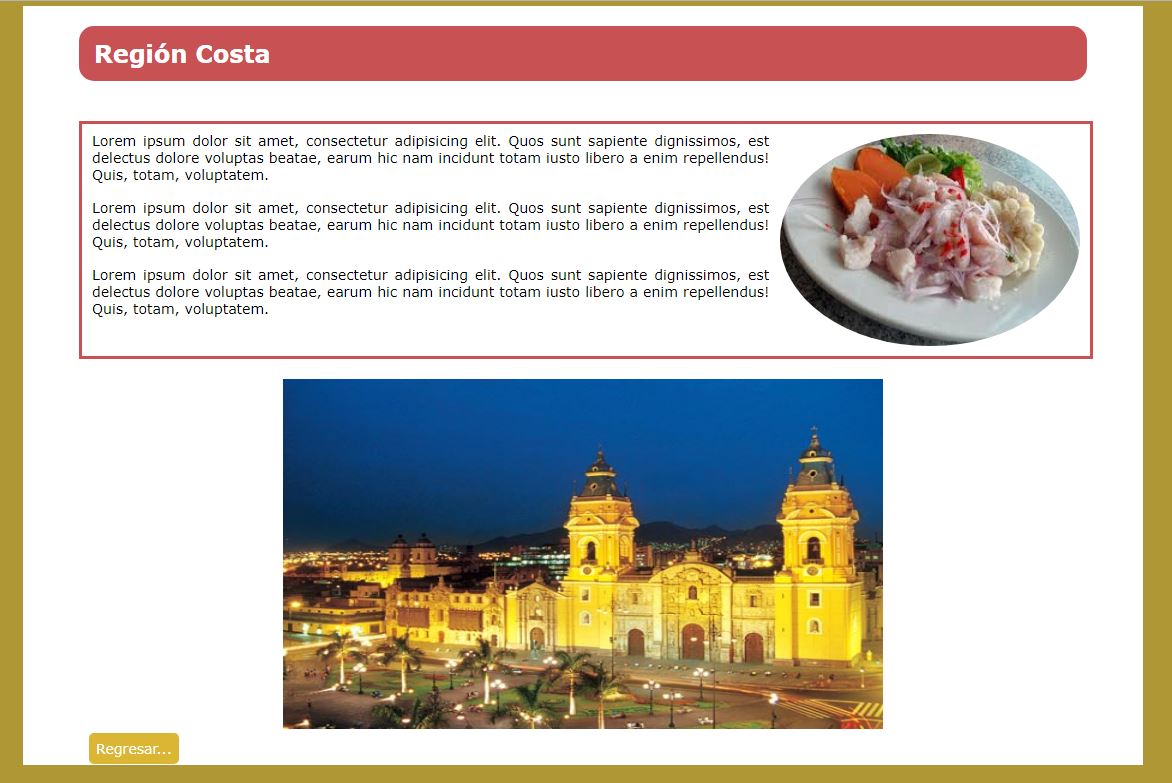 Región Costa
Lorem ipsum dolor sit amet, consectetur adipisicing elit. Quos sunt sapiente dignissimos, est
delectus dolore voluptas beatae, earum hic nam incidunt totam iusto libero a enim repellendus!
Quis, totam, voluptatem.
Lorem ipsum dolor sit amet, consectetur adipisicing elit. Quos sunt sapiente dignissimos, est
delectus dolore voluptas beatae, earum hic nam incidunt totam iusto libero a enim repellendus!
Quis, totam, voluptatem.
Lorem ipsum dolor sit amet, consectetur adipisicing elit. Quos sunt sapiente dignissimos, est
delectus dolore voluptas beatae, earum hic nam incidunt totam iusto libero a enim repellendus!
Quis, totam, voluptatem.
Regresar...